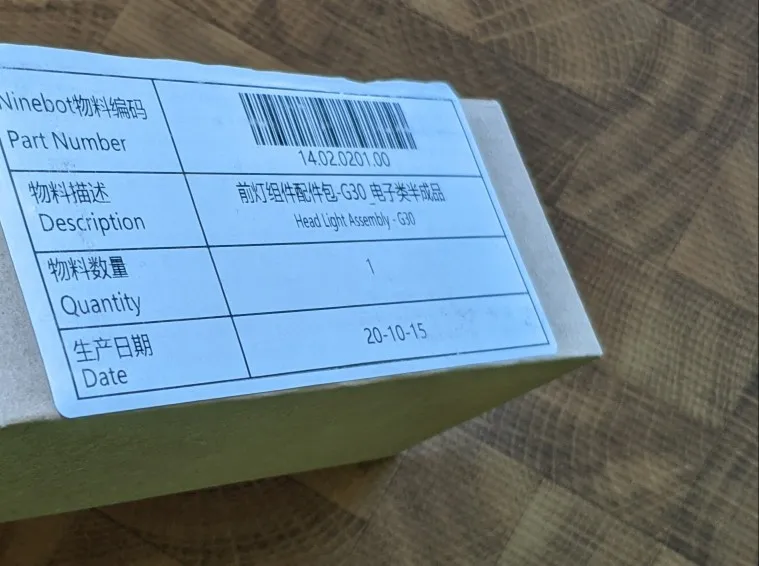 Ninebot物料编码
Part Number
14.02.0201.00
物料描述
Description
前灯组件配件包-G30_电子类半成品
Head Light Assembly - G30
物料数量
Quantity
1
生产日期
Date
20-10-15